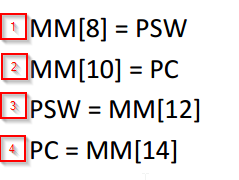 1 MM[8] = PSW
2 MM[10] = PC
3 PSW = MM[12]
4 PC = MM[14]